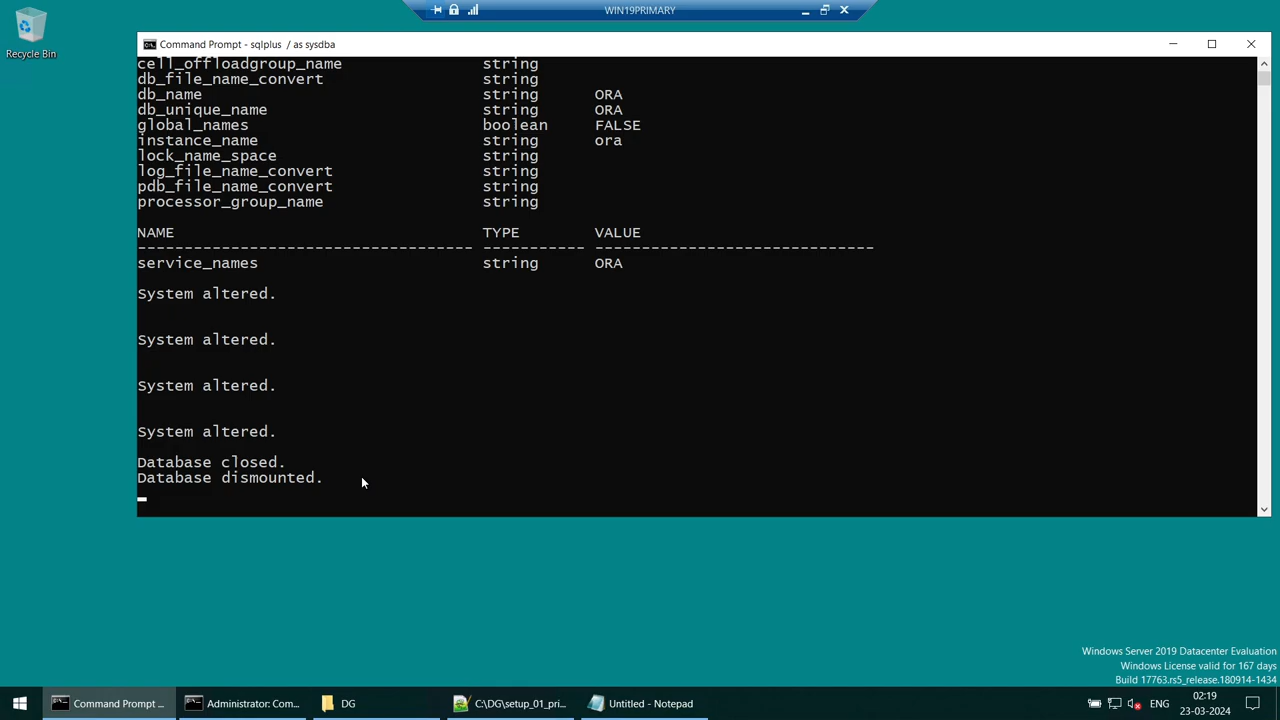 WIN19PRIMARY
Recycle Bin
Command Prompt - sqlplus / as sysdba
cell_offloadgroup_name string
db_file_name_convert string
db_name string ORA
db_unique_name string ORA
global_names boolean FALSE
instance_name string ora
lock_name_space string
log_file_name_convert string
pdb_file_name_convert string
processor_group_name string
NAME TYPE VALUE
------------------------------------ ----------- ------------------------------
service_names string ORA
System altered.
System altered.
System altered.
System altered.
Database closed.
Database dismounted.
Windows Server 2019 Datacenter Evaluation
Windows License valid for 167 days
Build 17763.rs5_release.180914-1434
Command Prompt ...
Administrator: Com...
DG
C:\DG\setup_01_pri...
Untitled - Notepad
ENG
02:19
23-03-2024